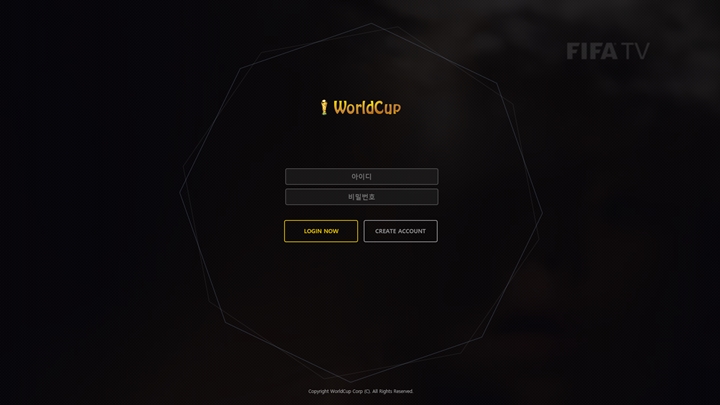 FIFA TV
WorldCup
아이디
비밀번호
LOGIN NOW
CREATE ACCOUNT
Copyright WorldCup Corp (C). All Rights Reserved.